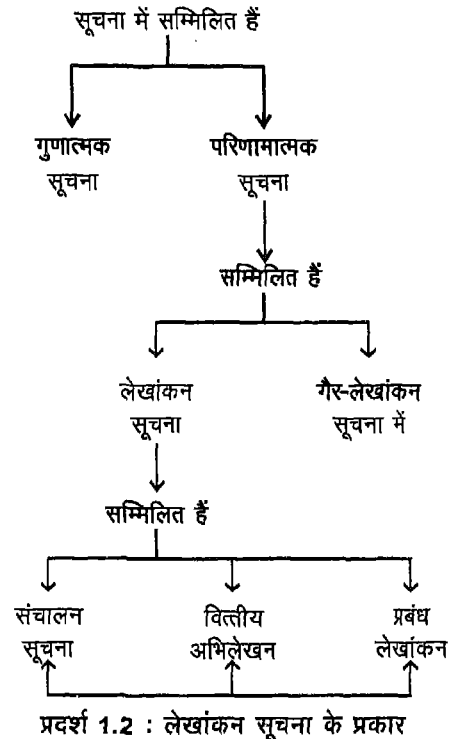 सूचना में सम्मिलित हैं
गुणात्मक परिणामात्मक
सूचना सूचना
सम्मिलित हैं
लेखांकन गैर-लेखांकन
सूचना सूचना में
सम्मिलित हैं
संचालन वित्तीय प्रबंध
सूचना अभिलेखन लेखांकन
प्रदर्श 1.2 : लेखांकन सूचना के प्रकार